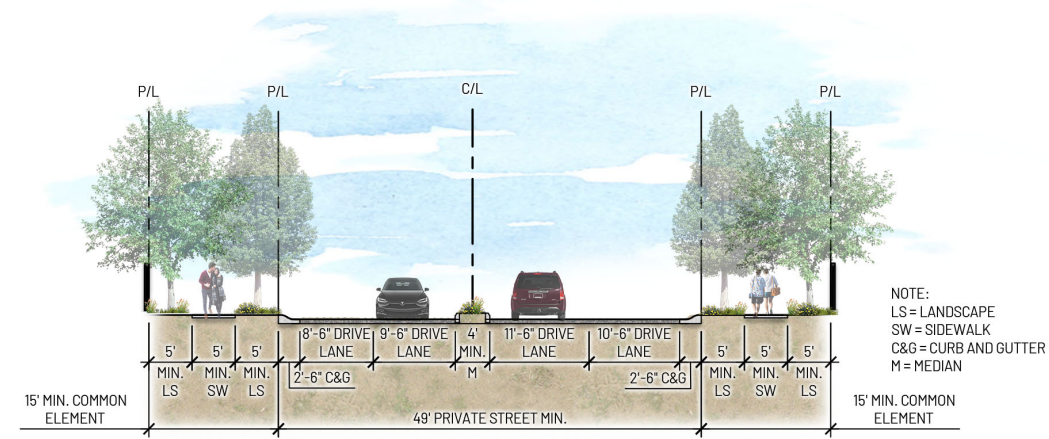 P/L
P/L
C/L
P/L
P/L
NOTE:
LS = LANDSCAPE
SW = SIDEWALK
C&G = CURB AND GUTTER
M = MEDIAN
5'
MIN.
LS
5'
MIN.
SW
5'
MIN.
LS
8'-6" DRIVE
LANE
9'-6" DRIVE
LANE
4'
MIN.
M
11'-6" DRIVE
LANE
10'-6" DRIVE
LANE
5'
MIN.
LS
5'
MIN.
SW
5'
MIN.
LS
2'-6" C&G
2'-6" C&G
15' MIN. COMMON
ELEMENT
49' PRIVATE STREET MIN.
15' MIN. COMMON
ELEMENT